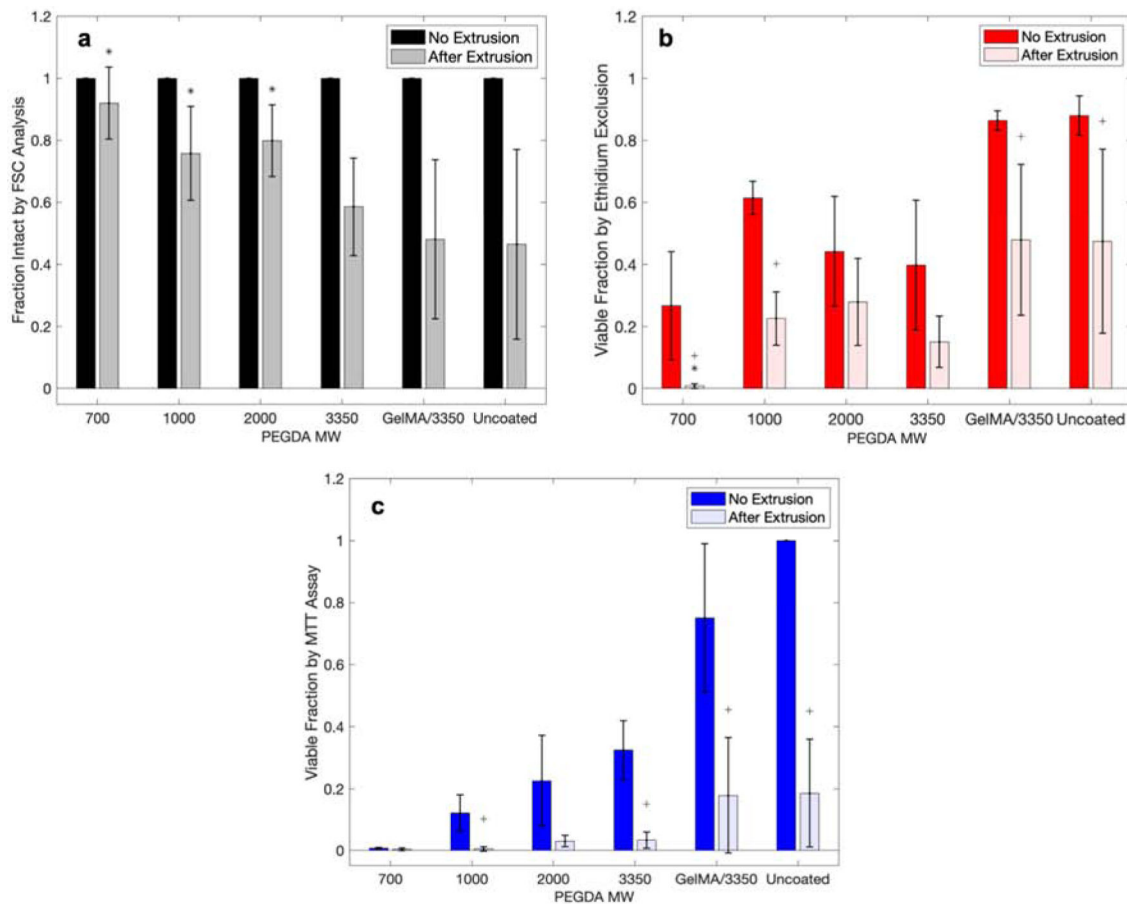 a
No Extrusion
After Extrusion
Fraction Intact by FSC Analysis
1.2
1
0.8
0.6
0.4
0.2
0
* * *
700 1000 2000 3350 GelMA/3350 Uncoated
PEGDA MW
b
No Extrusion
After Extrusion
Viable Fraction by Ethidium Exclusion
1.2
1
0.8
0.6
0.4
0.2
0
+ + + +
*
700 1000 2000 3350 GelMA/3350 Uncoated
PEGDA MW
c
No Extrusion
After Extrusion
Viable Fraction by MTT Assay
1.2
1
0.8
0.6
0.4
0.2
0
+ + + +
700 1000 2000 3350 GelMA/3350 Uncoated
PEGDA MW